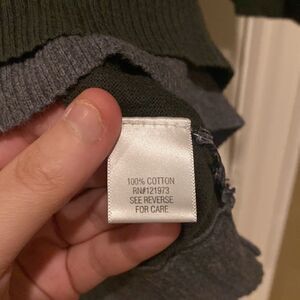 100% COTTON
RN#121973
SEE REVERSE
FOR CARE